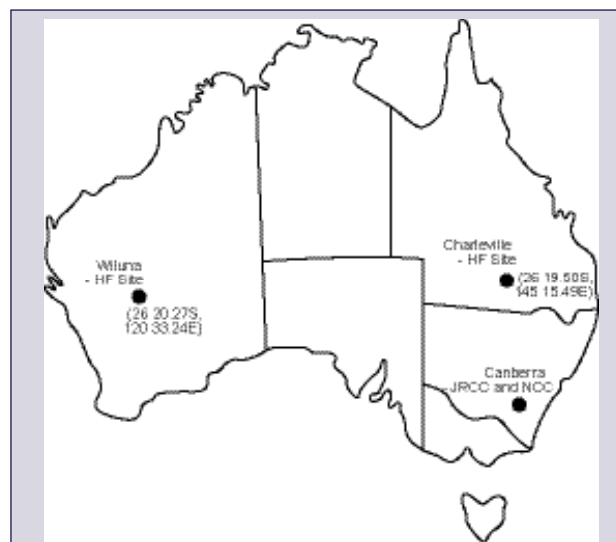 Charleville
- HF Site
(26 19.50S,
145 15.49E)
Wiluna
- HF Site
(26 20.27S,
120 33.24E)
Canberra
-JRCC and NCC